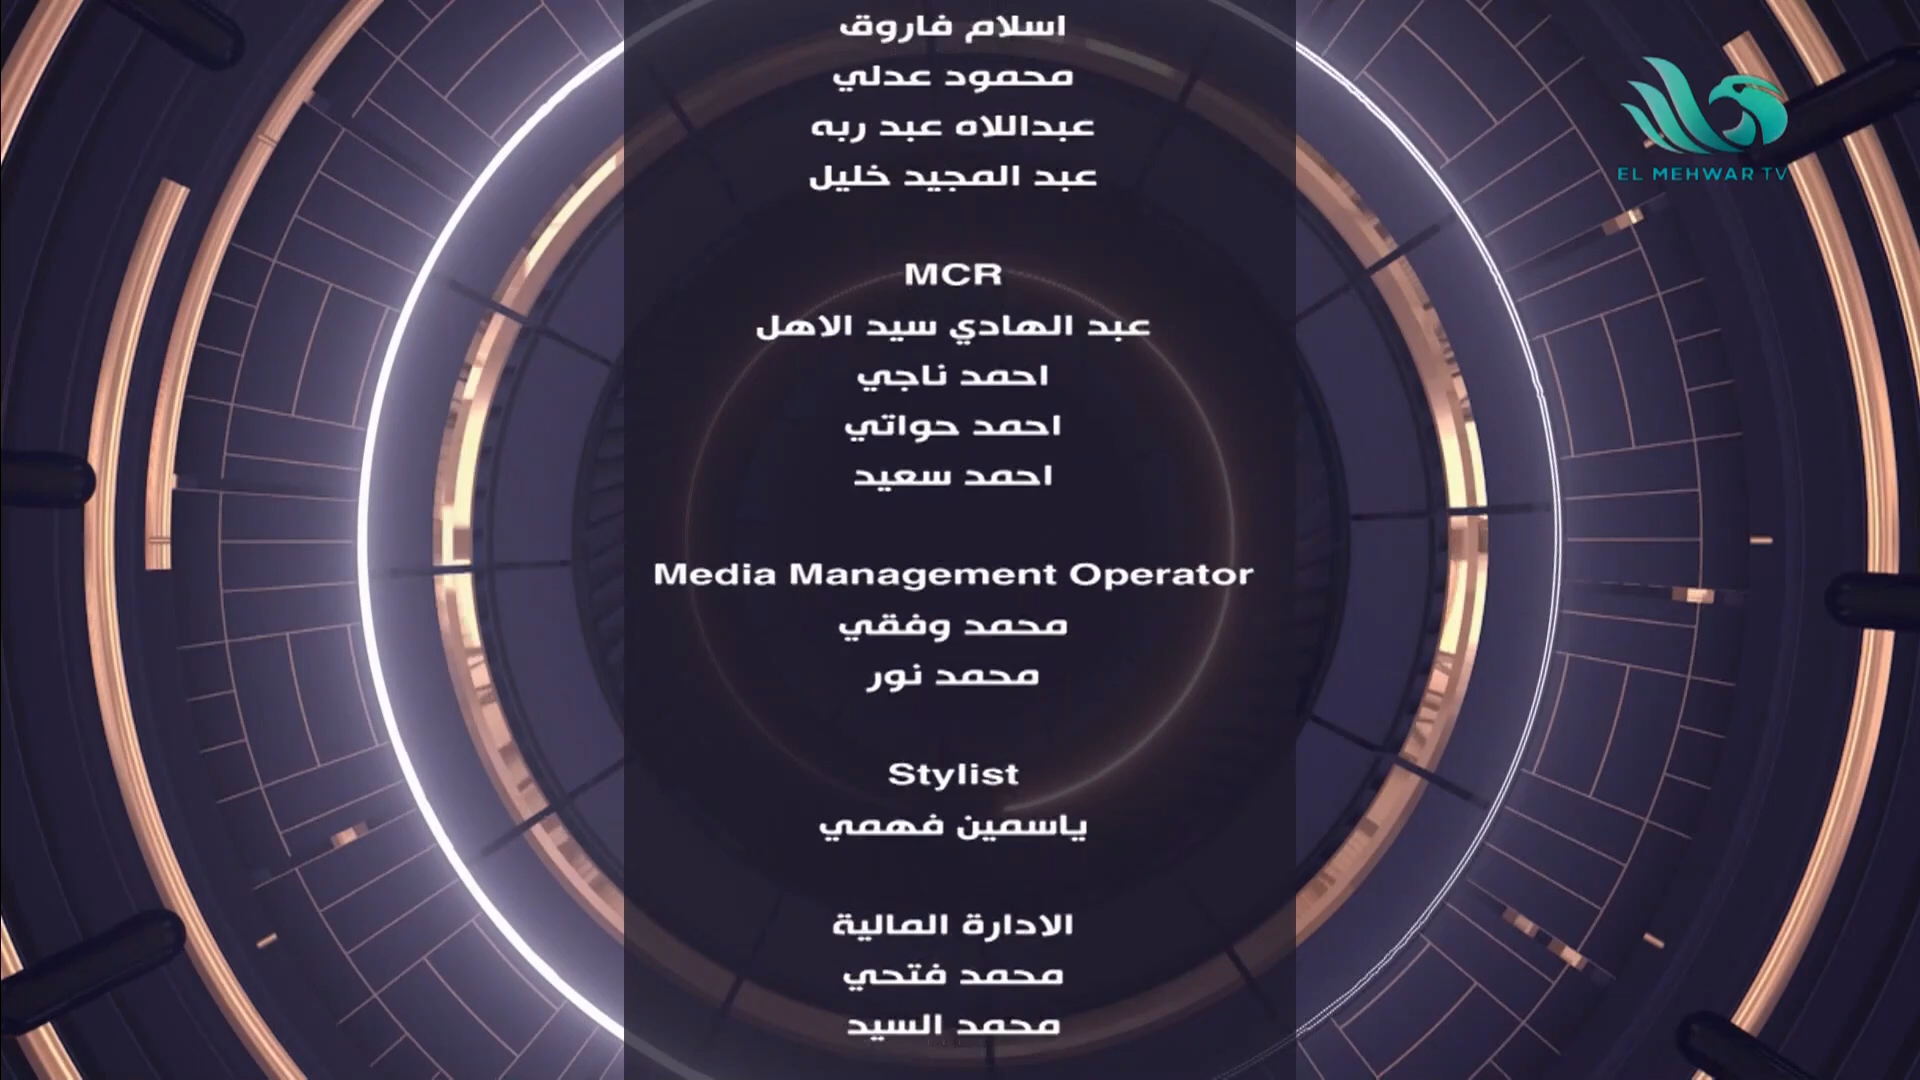 اسلام فاروق
محمود عدلي
عبداللاه عبد ربه
عبد المجيد خليل
MCR
عبد الهادي سيد الاهل
احمد ناجي
احمد حواتي
احمد سعيد
Media Management Operator
محمد وفقي
محمد نور
Stylist
ياسمين فهمي
الادارة المالية
محمد فتحي
محمد السيد
EL MEHWAR TV